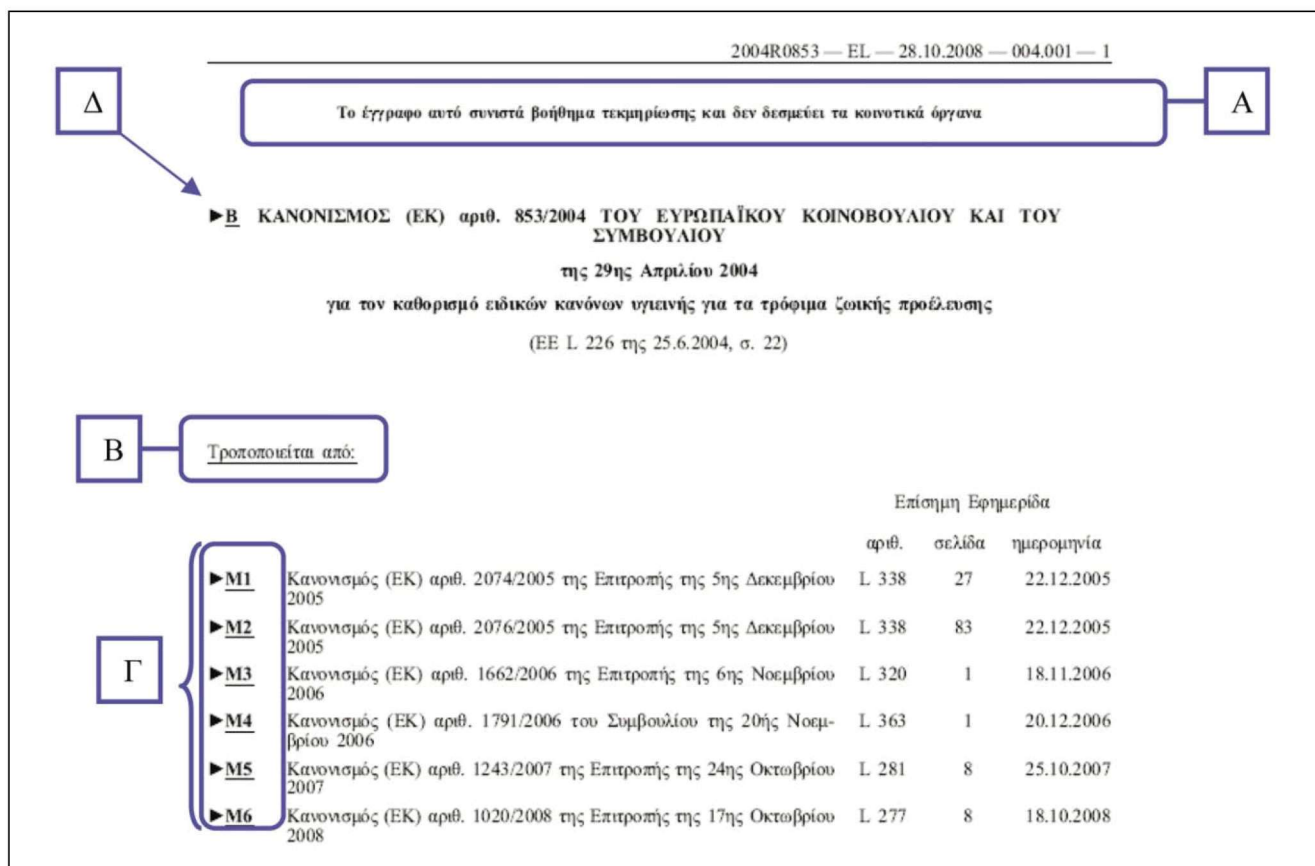 2004R0853 — EL — 28.10.2008 — 004.001 — 1
Δ
Το έγγραφο αυτό συνιστά βοήθημα τεκμηρίωσης και δεν δεσμεύει τα κοινοτικά όργανα
Α
►B ΚΑΝΟΝΙΣΜΟΣ (ΕΚ) αριθ. 853/2004 ΤΟΥ ΕΥΡΩΠΑΪΚΟΥ ΚΟΙΝΟΒΟΥΛΙΟΥ ΚΑΙ ΤΟΥ
ΣΥΜΒΟΥΛΙΟΥ
της 29ης Απριλίου 2004
για τον καθορισμό ειδικών κανόνων υγιεινής για τα τρόφιμα ζωικής προέλευσης
(ΕΕ L 226 της 25.6.2004, σ. 22)
Β
Τροποποιείται από:
Επίσημη Εφημερίδα
αριθ. σελίδα ημερομηνία
►M1 Κανονισμός (ΕΚ) αριθ. 2074/2005 της Επιτροπής της 5ης Δεκεμβρίου L 338 27 22.12.2005
2005
►M2 Κανονισμός (ΕΚ) αριθ. 2076/2005 της Επιτροπής της 5ης Δεκεμβρίου L 338 83 22.12.2005
2005
Γ
►M3 Κανονισμός (ΕΚ) αριθ. 1662/2006 της Επιτροπής της 6ης Νοεμβρίου L 320 1 18.11.2006
2006
►M4 Κανονισμός (ΕΚ) αριθ. 1791/2006 του Συμβουλίου της 20ής Νοεμ- L 363 1 20.12.2006
βρίου 2006
►M5 Κανονισμός (ΕΚ) αριθ. 1243/2007 της Επιτροπής της 24ης Οκτωβρίου L 281 8 25.10.2007
2007
►M6 Κανονισμός (ΕΚ) αριθ. 1020/2008 της Επιτροπής της 17ης Οκτωβρίου L 277 8 18.10.2008
2008